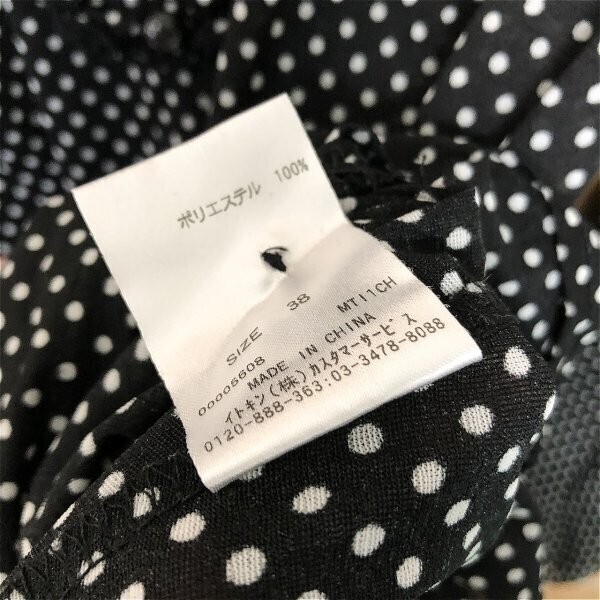 ポリエステル 100%
SIZE 38
00005608 MT11CH
MADE IN CHINA
イトキン(株)カスタマーサービス
0120-888-363:03-3478-8088